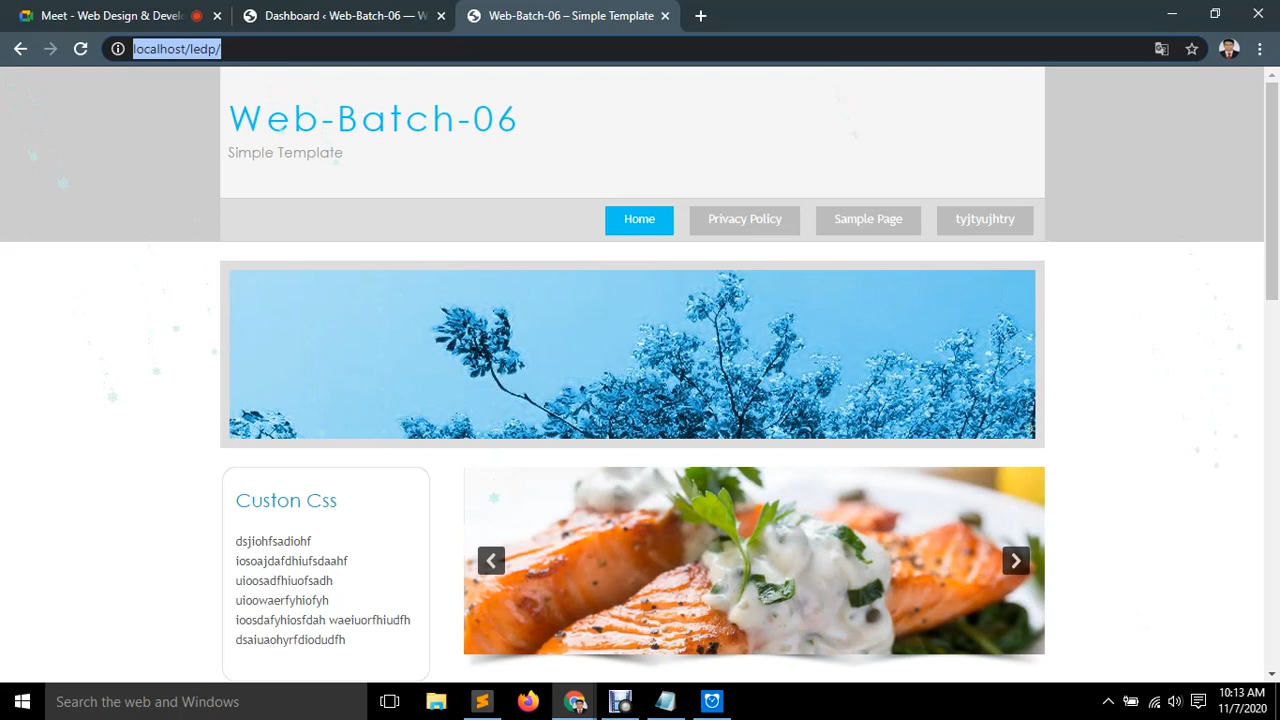 Meet - Web Design & Devel
Dashboard ‹ Web-Batch-06 — W
Web-Batch-06 – Simple Template
localhost/ledp/
Web-Batch-06
Simple Template
Home
Privacy Policy
Sample Page
tyjtyujhtry
Custon Css
dsjiohfsadiohf
iosoajdafdhiufsdaahf
uioosadfhiuofsadh
uioowaerfyhiofyh
ioosdafyhiosfdah waeiuorfhiudfh
dsaiuaohyrfdiodudfh
Search the web and Windows
10:13 AM
11/7/2020